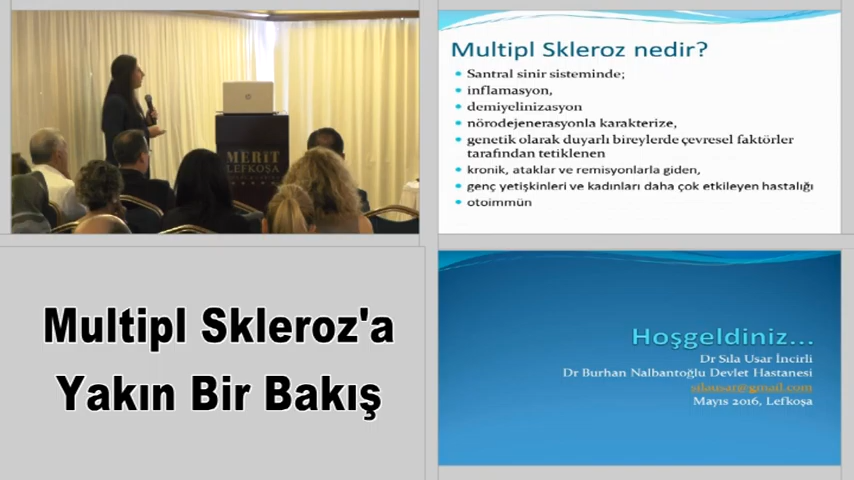 MERİT
LEFKOŞA
Multipl Skleroz nedir?
Santral sinir sisteminde;
inflamasyon,
demiyelinizasyon
nörodejenerasyonla karakterize,
genetik olarak duyarlı bireylerde çevresel faktörler
tarafından tetiklenen
kronik, ataklar ve remisyonlarla giden,
genç yetişkinleri ve kadınları daha çok etkileyen hastalığı
otoimmün
Multipl Skleroz'a
Yakın Bir Bakış
Hoşgeldiniz...
Dr Sıla Usar İncirli
Dr Burhan Nalbantoğlu Devlet Hastanesi
silausar@gmail.com
Mayıs 2016, Lefkoşa